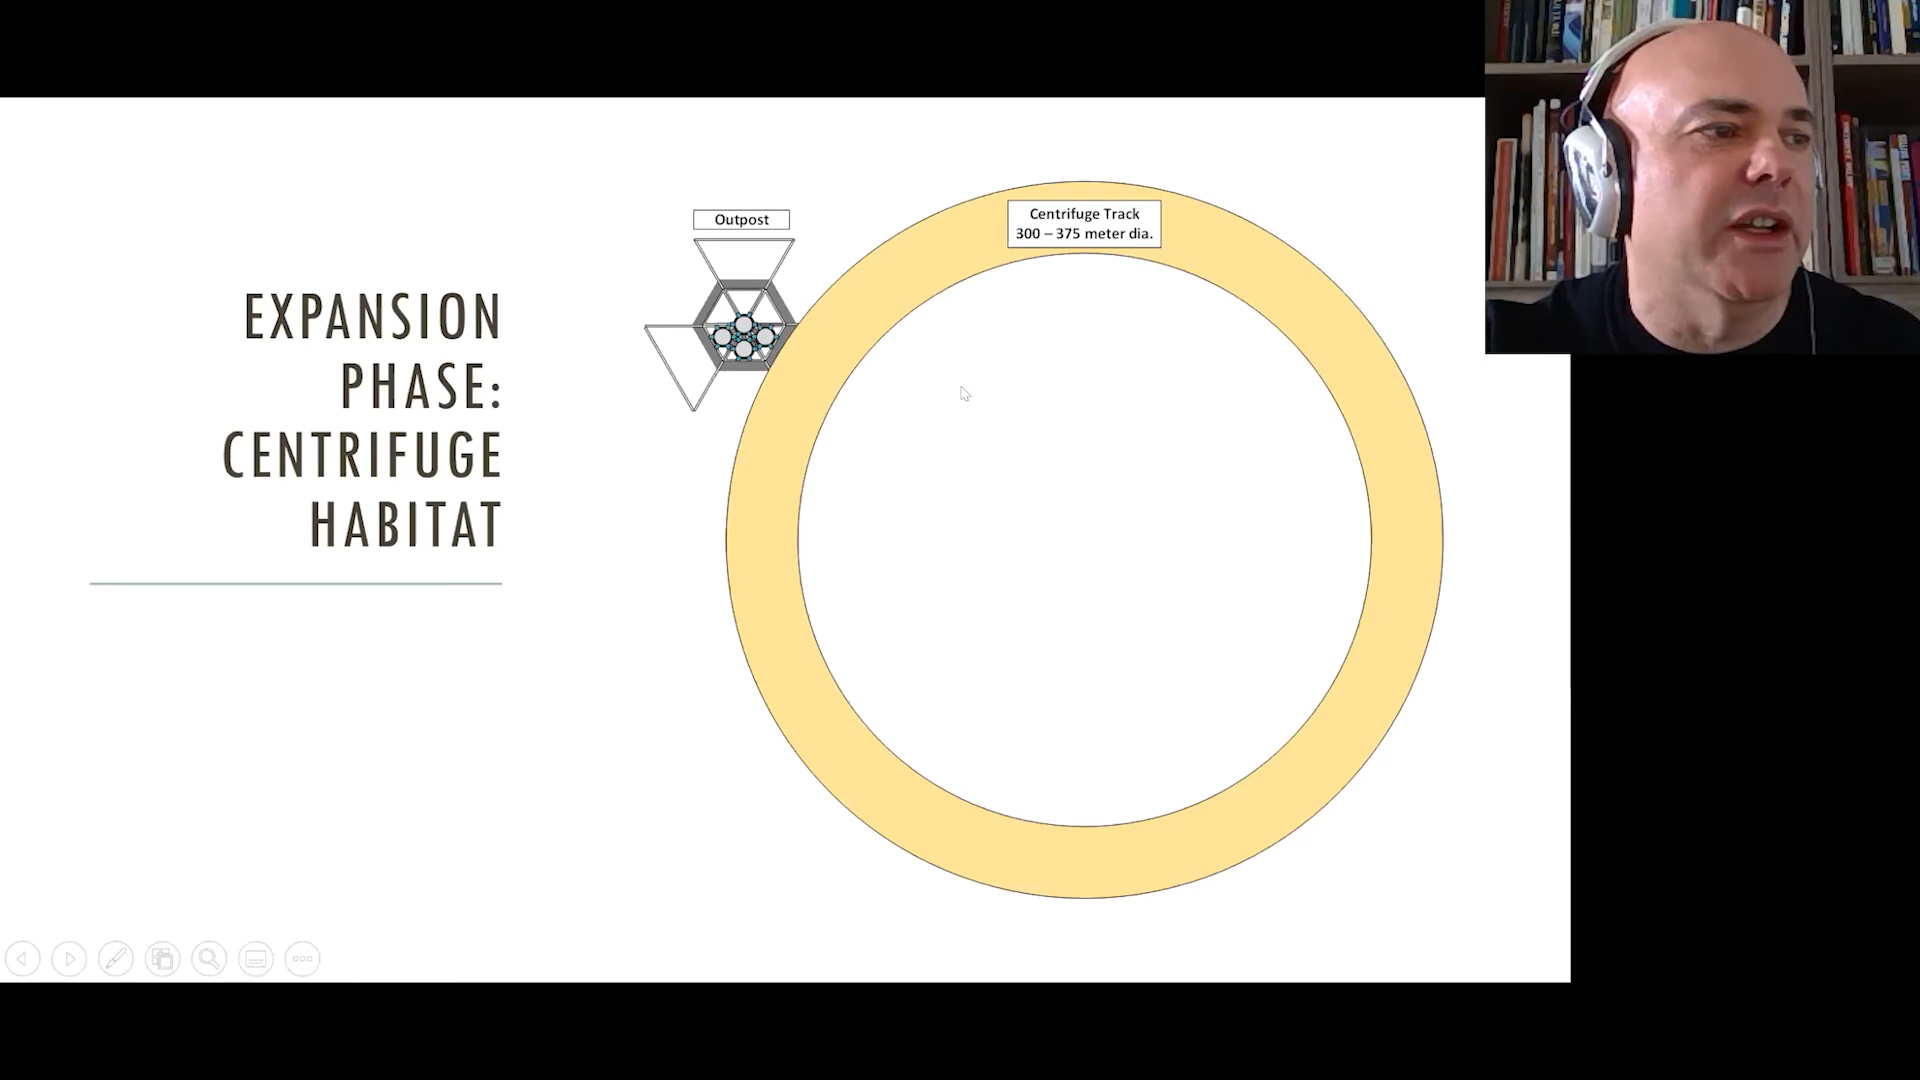 EXPANSION
PHASE:
CENTRIFUGE
HABITAT
Outpost
Centrifuge Track
300 – 375 meter dia.